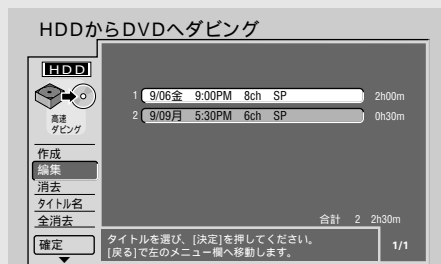 HDDからDVDへダビング
HDD
高速
ダビング
1 9/06金 9:00PM 8ch SP 2h00m
2 9/09月 5:30PM 6ch SP 0h30m
作成
編集
消去
タイトル名
全消去
確定
合計 2 2h30m
タイトルを選び、[決定]を押してください。
[戻る]で左のメニュー欄へ移動します。
1/1